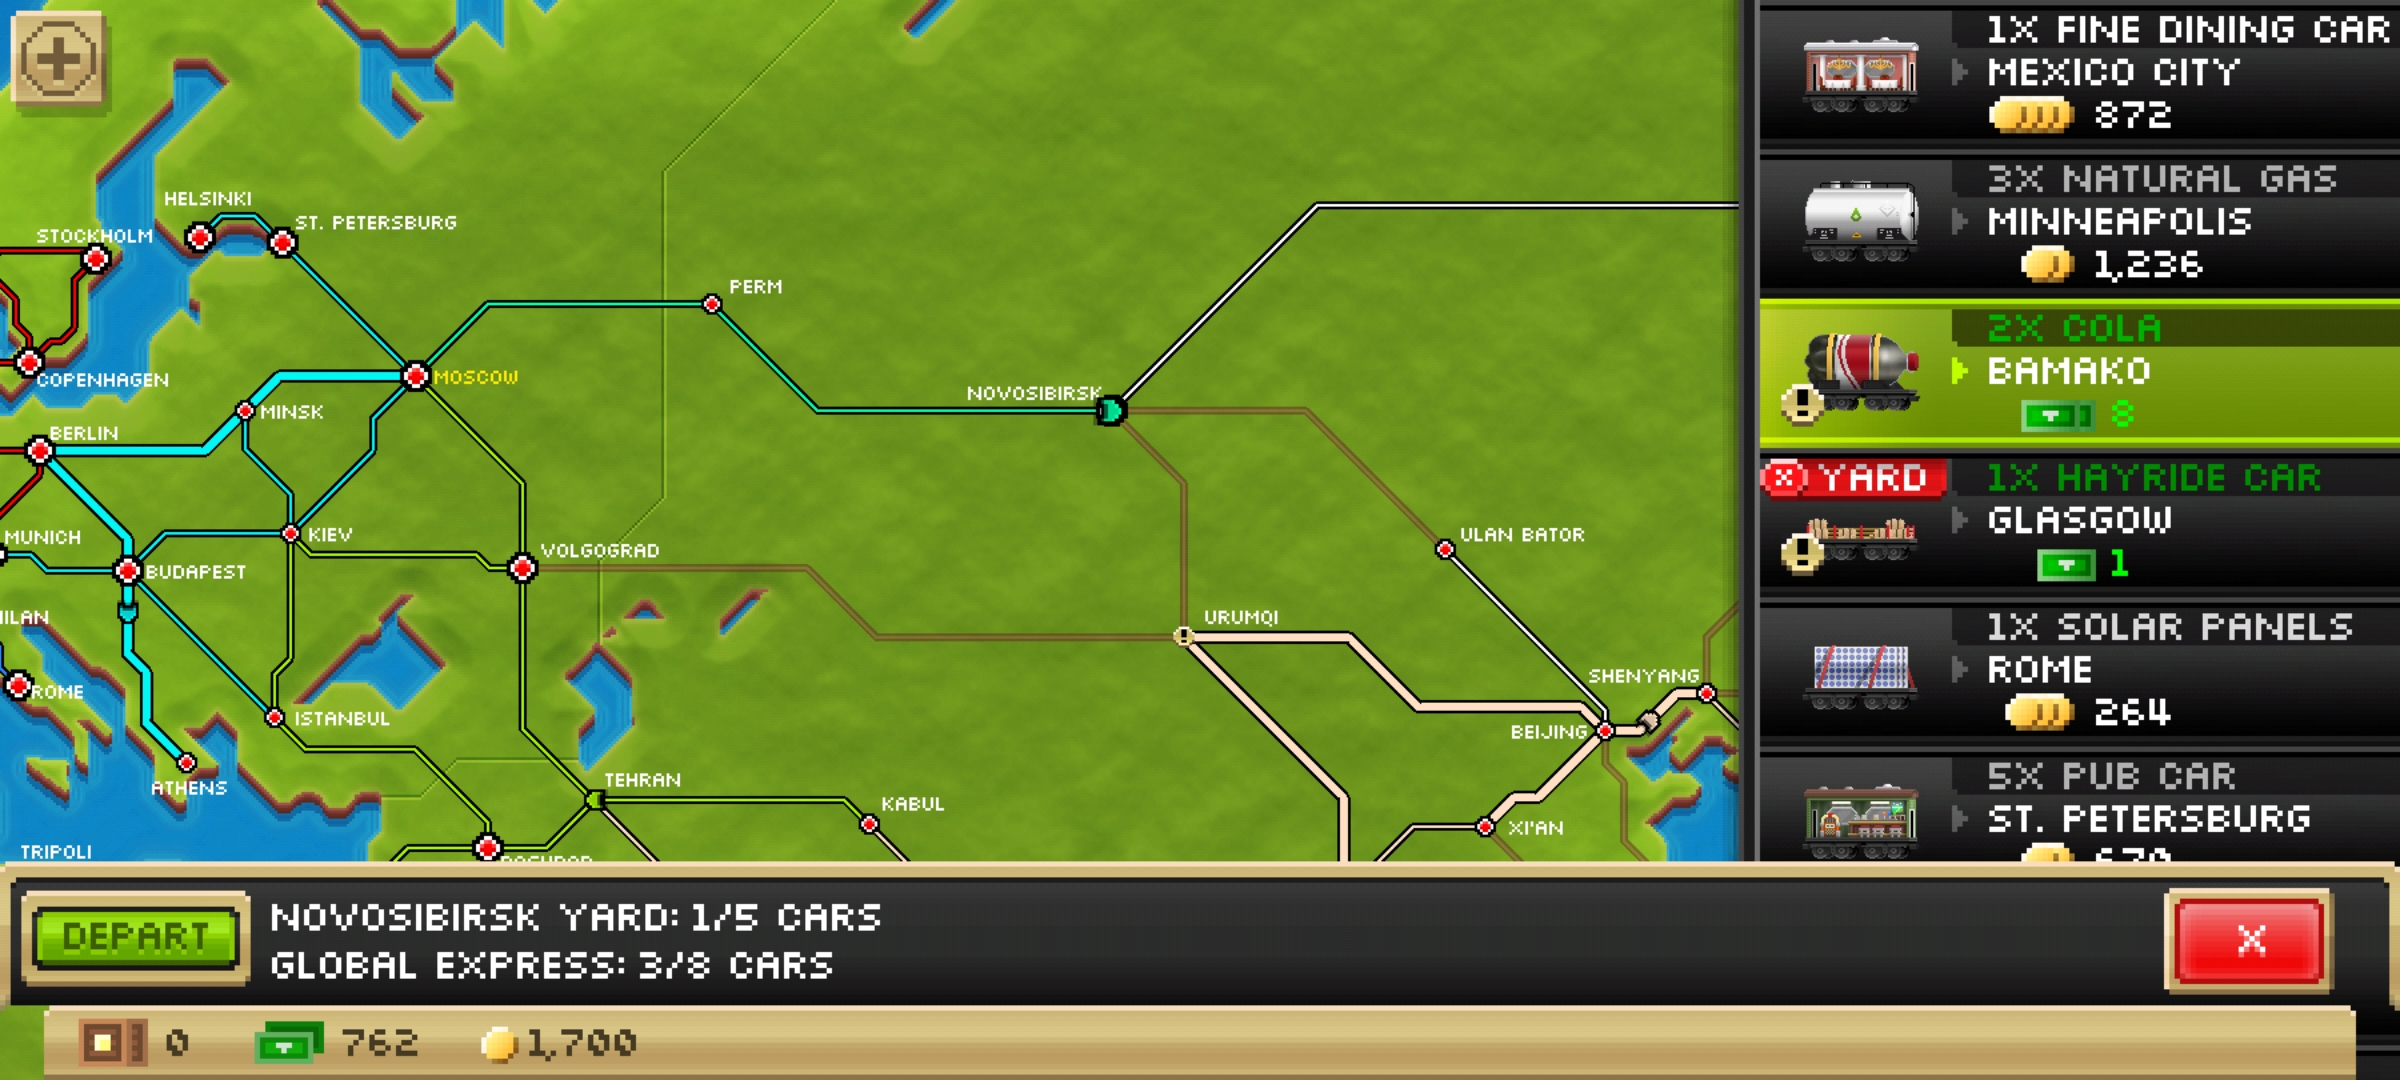 HELSINKI
ST. PETERSBURG
STOCKHOLM
PERM
COPENHAGEN
MOSCOW
NOVOSIBIRSK
MINSK
BERLIN
MUNICH
KIEV
VOLGOGRAD
ULAN BATOR
BUDAPEST
URUMQI
ROME
SHENYANG
ISTANBUL
BEIJING
ATHENS
TEHRAN
KABUL
XI'AN
TRIPOLI
1X FINE DINING CAR
MEXICO CITY
872
3X NATURAL GAS
MINNEAPOLIS
1,236
2X COLA
BAMAKO
8
YARD
1X HAYRIDE CAR
GLASGOW
1
1X SOLAR PANELS
ROME
264
5X PUB CAR
ST. PETERSBURG
DEPART
NOVOSIBIRSK YARD: 1/5 CARS
GLOBAL EXPRESS: 3/8 CARS
X
0
762
1,700